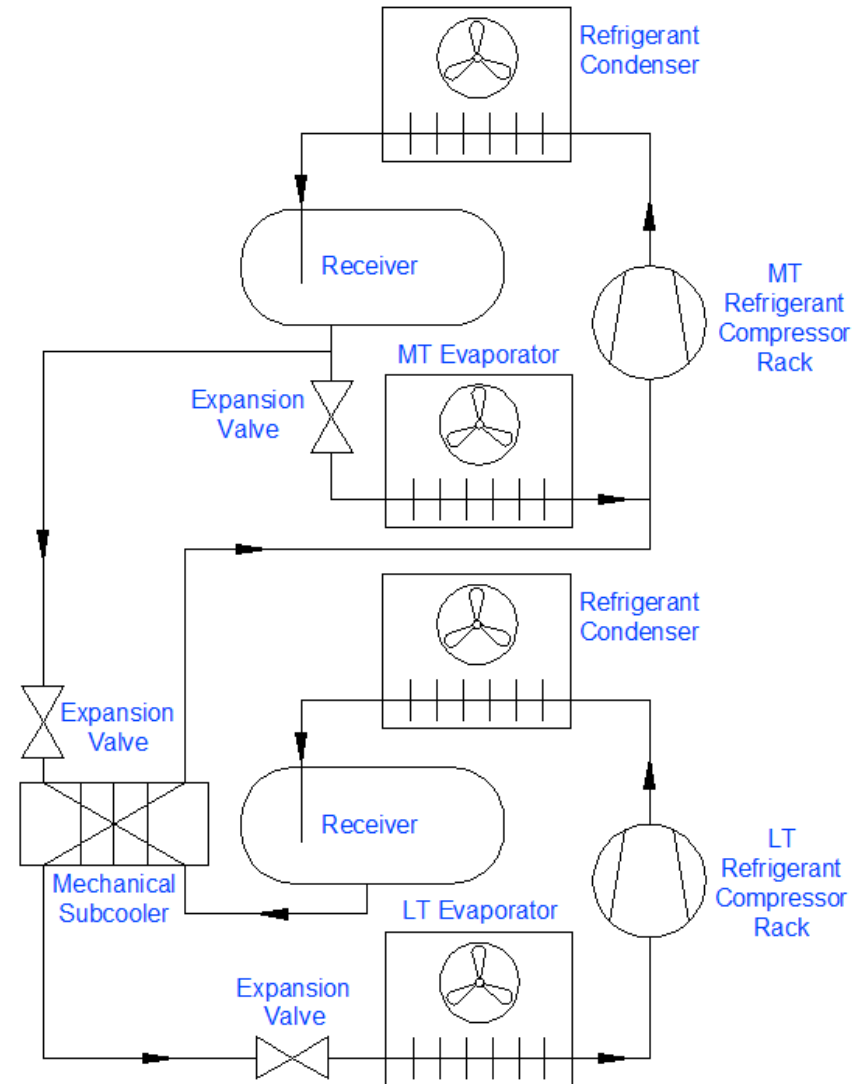 Refrigerant
Condenser
Receiver
MT
Refrigerant
Compressor
Rack
MT Evaporator
Expansion
Valve
Refrigerant
Condenser
Expansion
Valve
Receiver
Mechanical
Subcooler
LT
Refrigerant
Compressor
Rack
LT Evaporator
Expansion
Valve